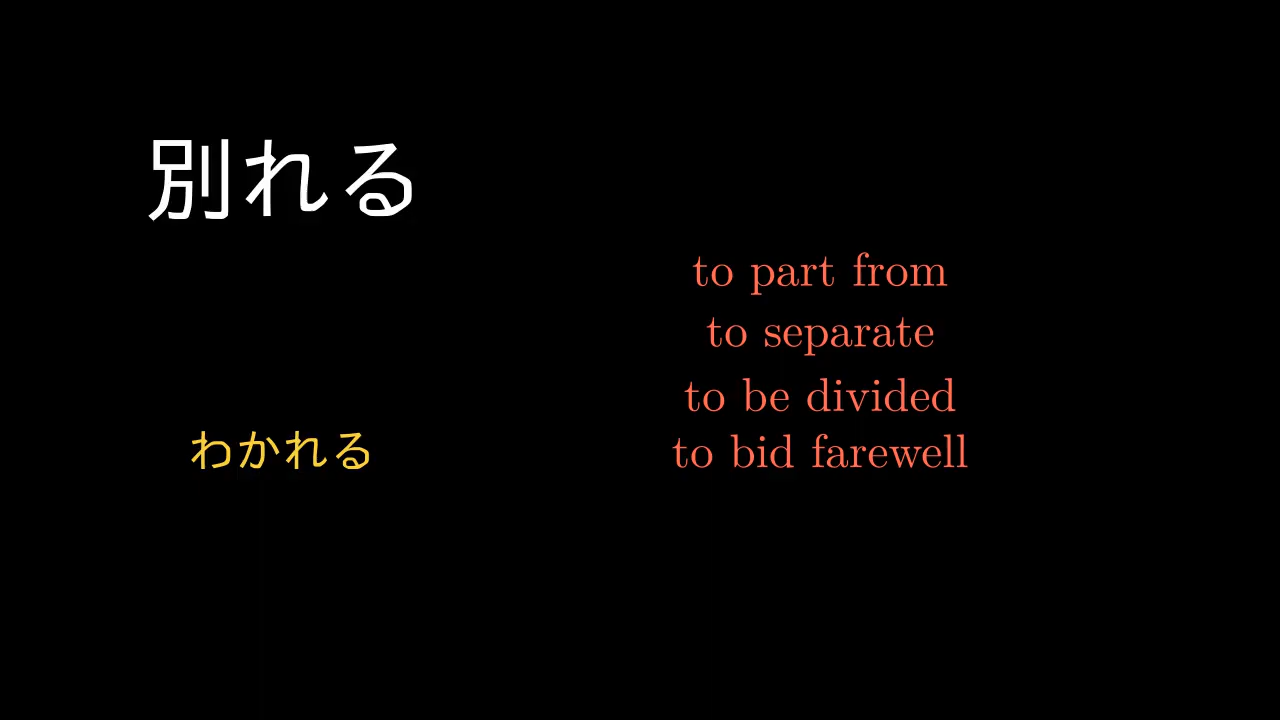 別れる
わかれる
to part from
to separate
to be divided
to bid farewell